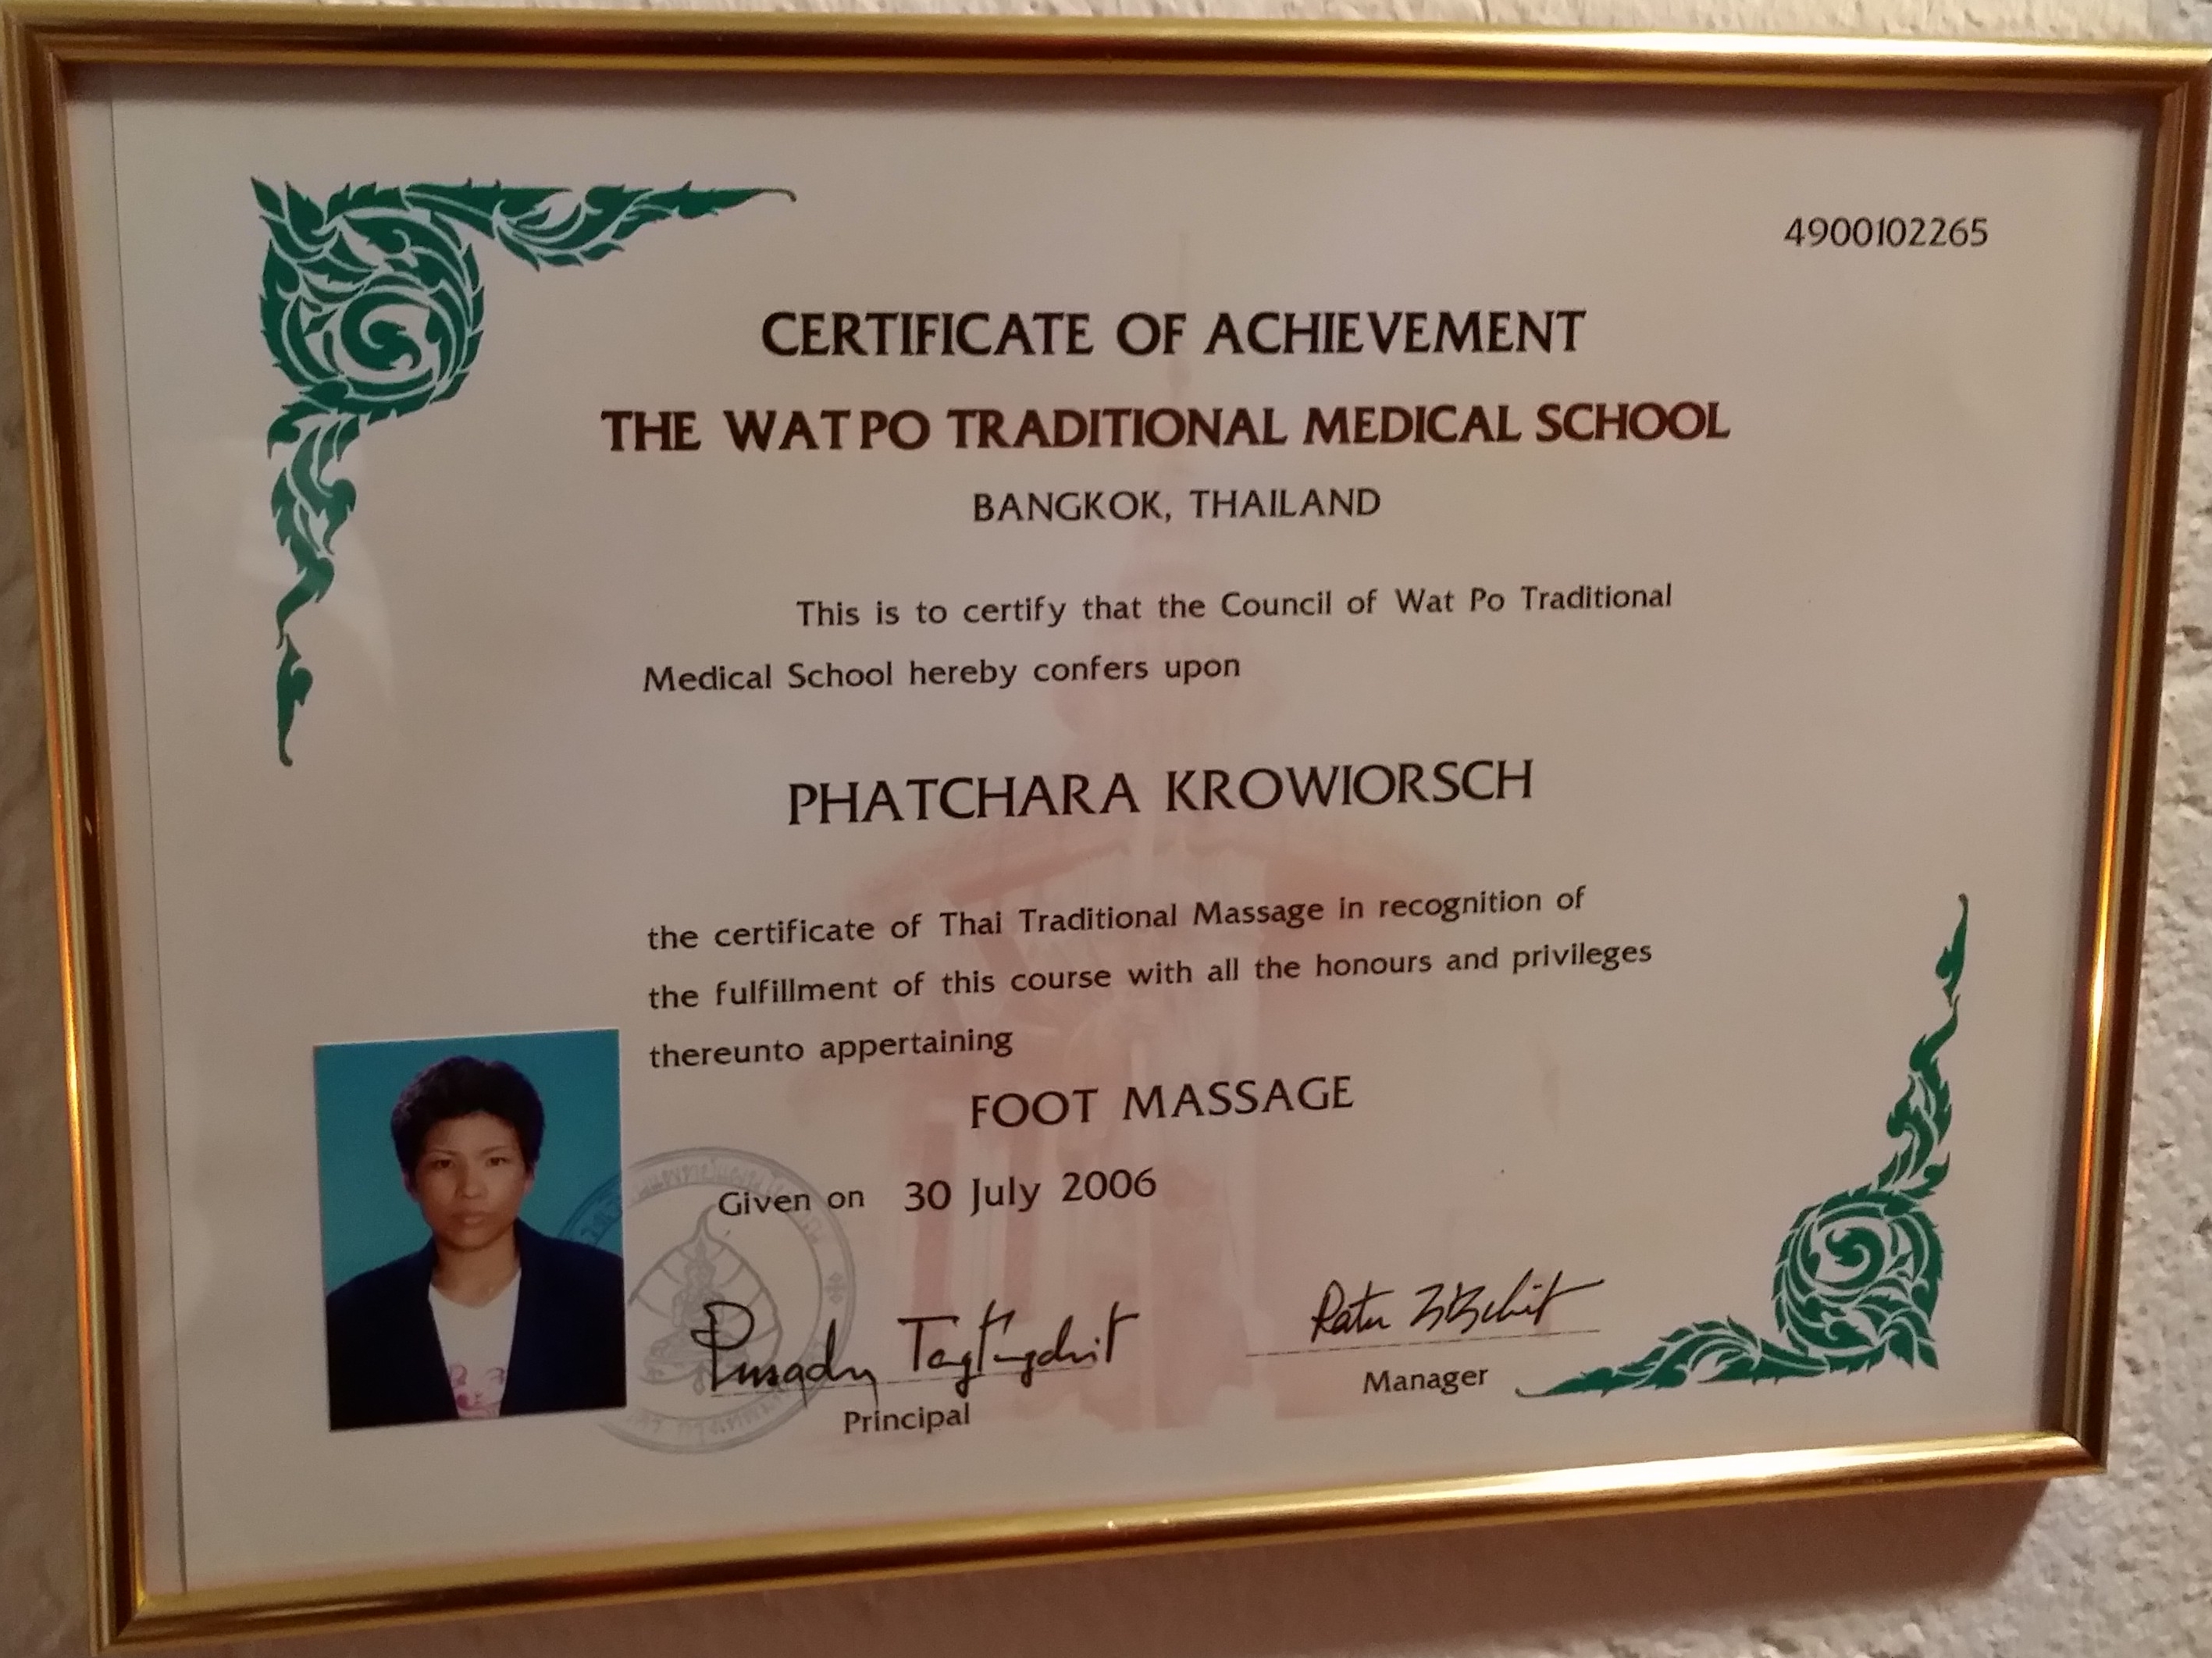 4900102265
CERTIFICATE OF ACHIEVEMENT
THE WAT PO TRADITIONAL MEDICAL SCHOOL
BANGKOK, THAILAND
This is to certify that the Council of Wat Po Traditional
Medical School hereby confers upon
PHATCHARA KROWIORSCH
the certificate of Thai Traditional Massage in recognition of
the fulfillment of this course with all the honours and privileges
thereunto appertaining
FOOT MASSAGE
Given on 30 July 2006
Principal
Manager